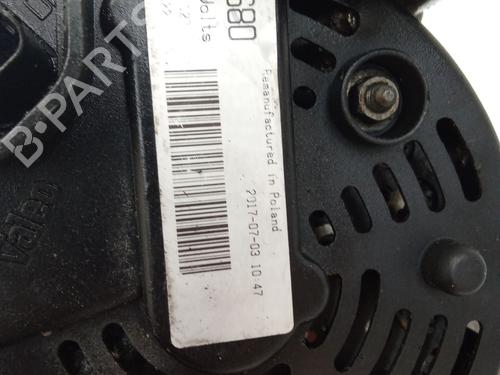 680
Volts
Remanufactured in Poland
2017-07-03 10:47
Valeo
B-PARTS